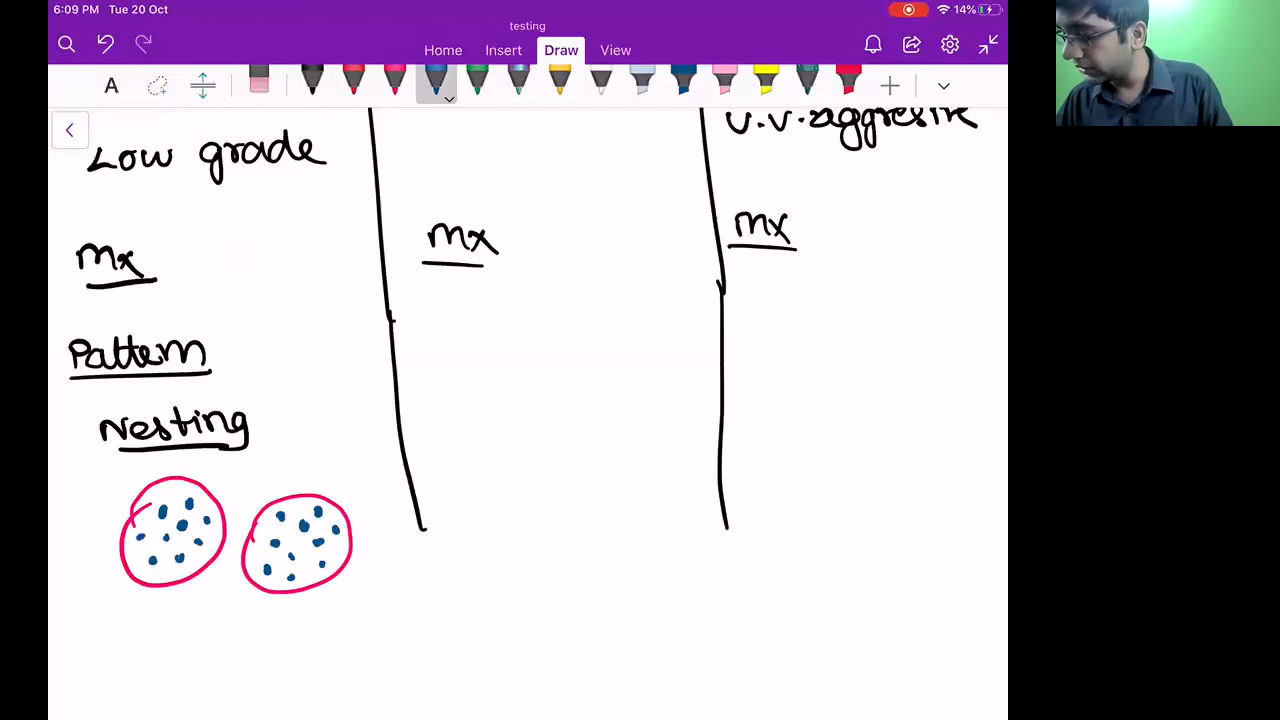 6:09 PM Tue 20 Oct
14%
testing
Home Insert Draw View
A
v.v.aggresive
Low grade
mx
mx
mx
Pattern
Nesting